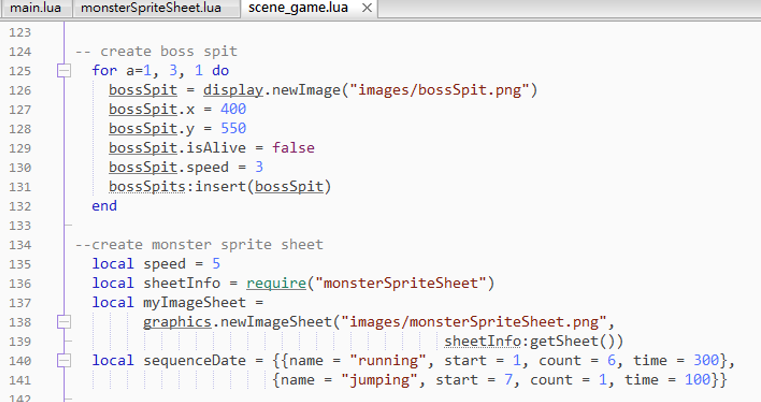 main.lua monsterSpriteSheet.lua scene_game.lua
123
124 -- create boss spit
125 for a=1, 3, 1 do
126 bossSpit = display.newImage("images/bossSpit.png")
127 bossSpit.x = 400
128 bossSpit.y = 550
129 bossSpit.isAlive = false
130 bossSpit.speed = 3
131 bossSpits:insert(bossSpit)
132 end
133
134 --create monster sprite sheet
135 local speed = 5
136 local sheetInfo = require("monsterSpriteSheet")
137 local myImageSheet =
138 graphics.newImageSheet("images/monsterSpriteSheet.png",
139 sheetInfo:getSheet())
140 local sequenceDate = {{name = "running", start = 1, count = 6, time = 300},
141 {name = "jumping", start = 7, count = 1, time = 100}}
142